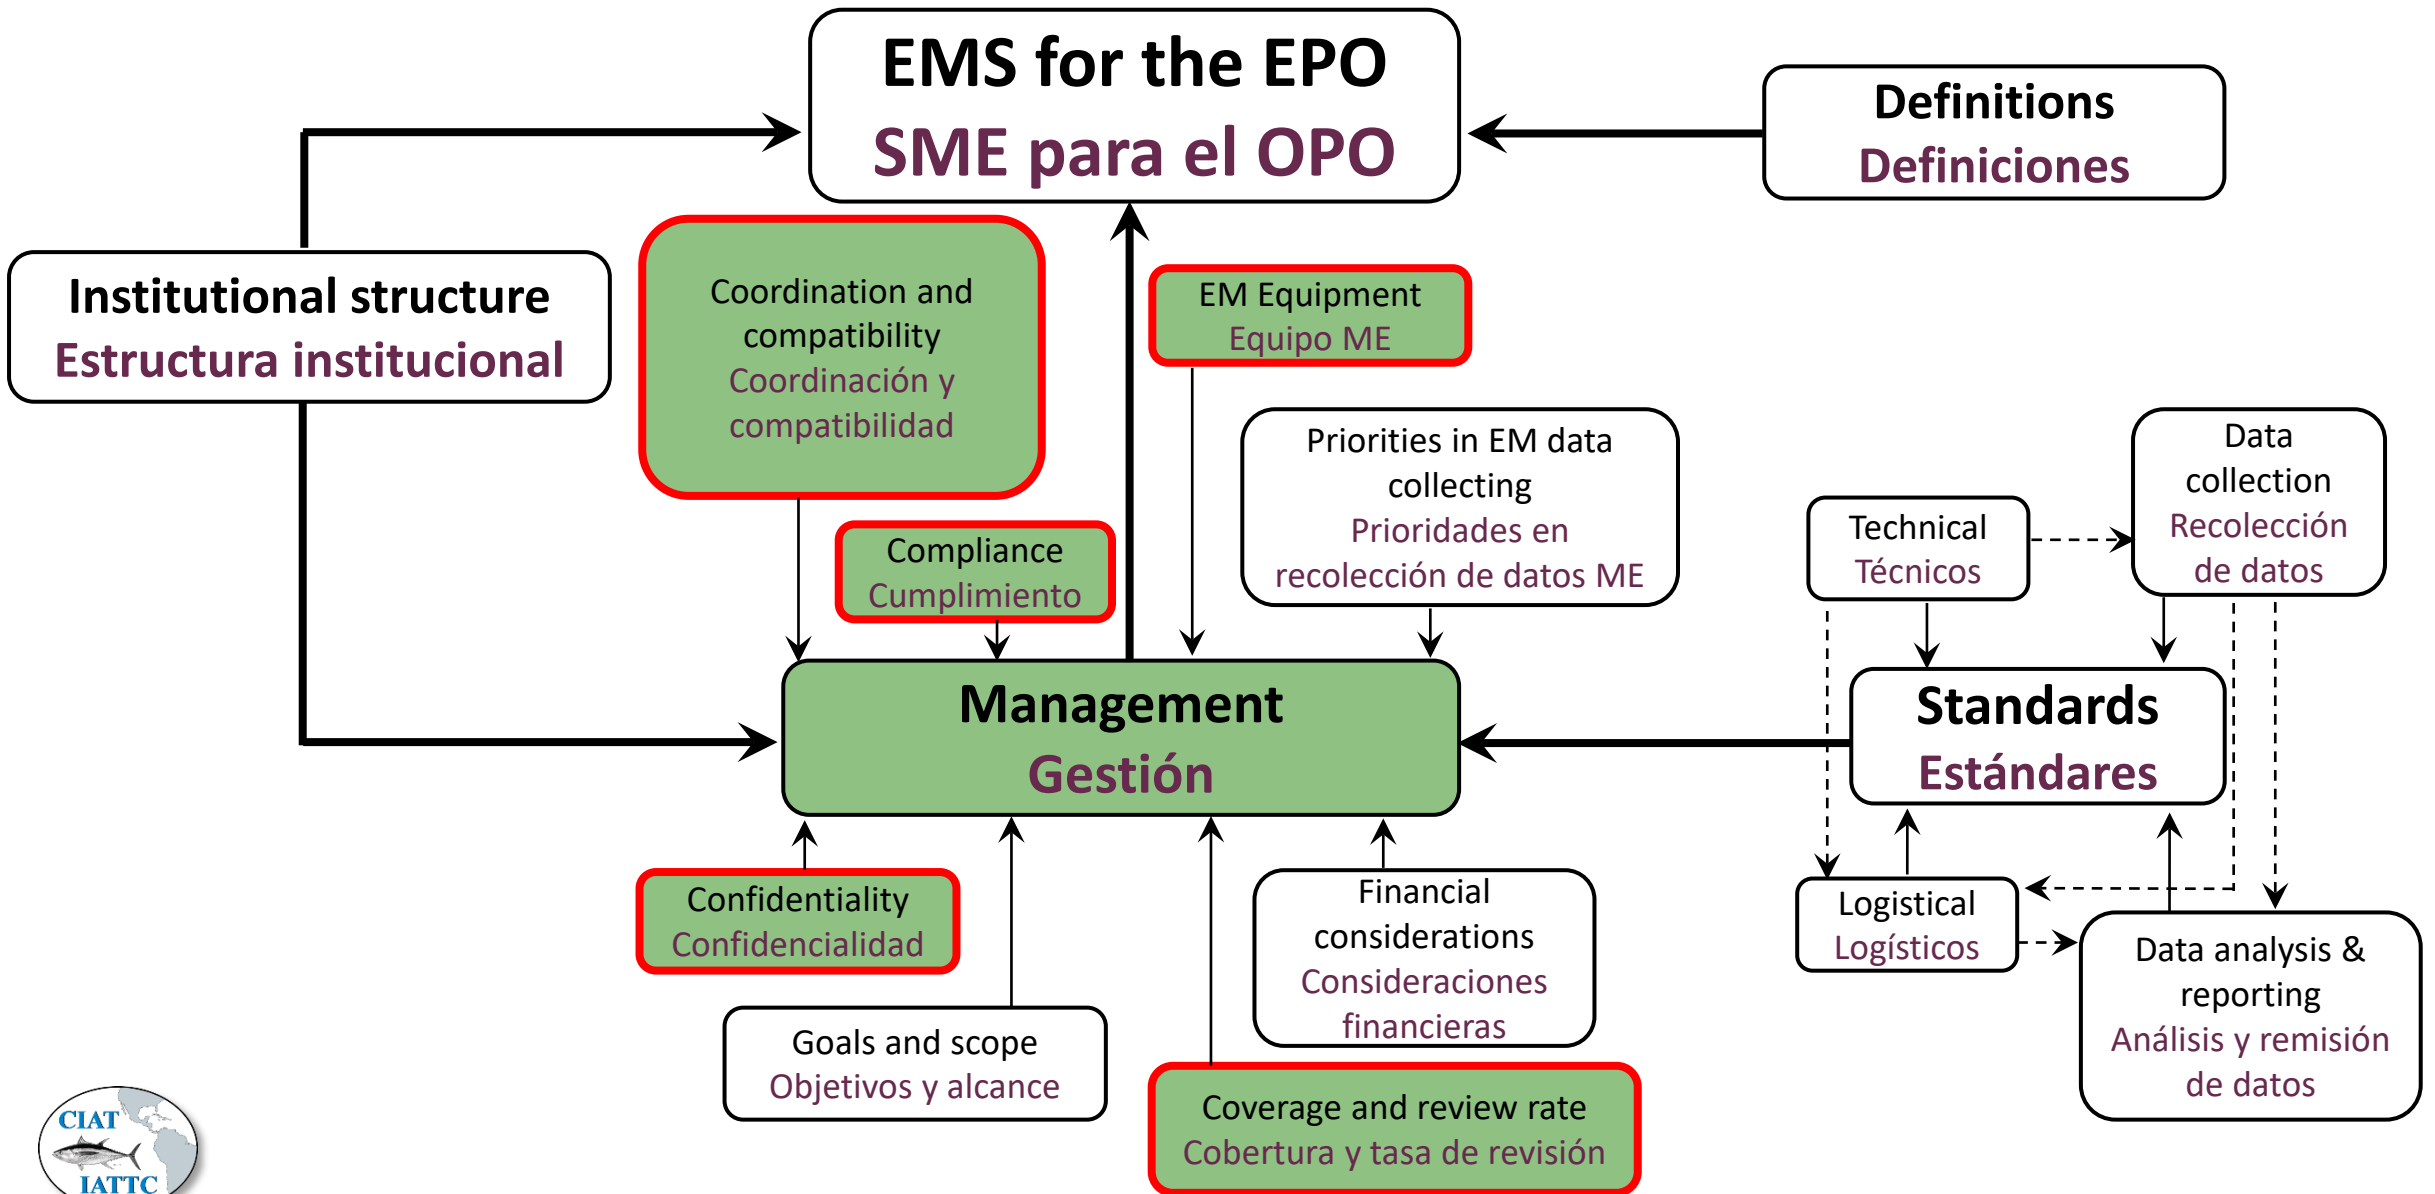 EMS for the EPO
SME para el OPO
Definitions
Definiciones
Institutional structure
Estructura institucional
Coordination and
compatibility
Coordinación y
compatibilidad
EM Equipment
Equipo ME
Priorities in EM data
collecting
Prioridades en
recolección de datos ME
Data
collection
Recolección
de datos
Technical
Técnicos
Compliance
Cumplimiento
Management
Gestión
Standards
Estándares
Confidentiality
Confidencialidad
Financial
considerations
Consideraciones
financieras
Logistical
Logísticos
Data analysis &
reporting
Análisis y remisión
de datos
Goals and scope
Objetivos y alcance
Coverage and review rate
Cobertura y tasa de revisión
CIAT
IATTC